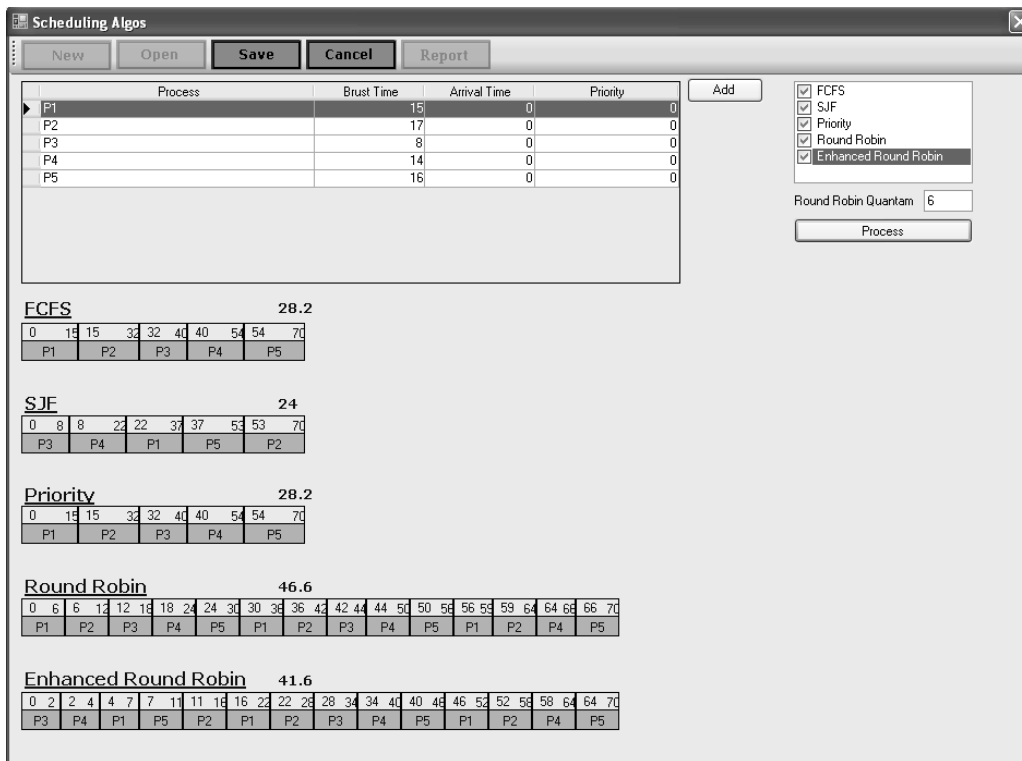 Scheduling Algos
New Open Save Cancel Report
Process Brust Time Arrival Time Priority
P1 15 0 0
P2 17 0 0
P3 8 0 0
P4 14 0 0
P5 16 0 0
Add
FCFS
SJF
Priority
Round Robin
Enhanced Round Robin
Round Robin Quantam 6
Process
FCFS 28.2
0 15 15 32 32 40 40 54 54 70
P1 P2 P3 P4 P5
SJF 24
0 8 8 22 22 37 37 53 53 70
P3 P4 P1 P5 P2
Priority 28.2
0 15 15 32 32 40 40 54 54 70
P1 P2 P3 P4 P5
Round Robin 46.6
0 6 6 12 12 18 18 24 24 30 30 36 36 42 42 44 44 50 50 56 56 59 59 64 64 66 66 70
P1 P2 P3 P4 P5 P1 P2 P3 P4 P5 P1 P2 P4 P5
Enhanced Round Robin 41.6
0 2 2 4 4 7 7 11 11 16 16 22 22 28 28 34 34 40 40 46 46 52 52 58 58 64 64 70
P3 P4 P1 P5 P2 P1 P2 P3 P4 P5 P1 P2 P4 P5